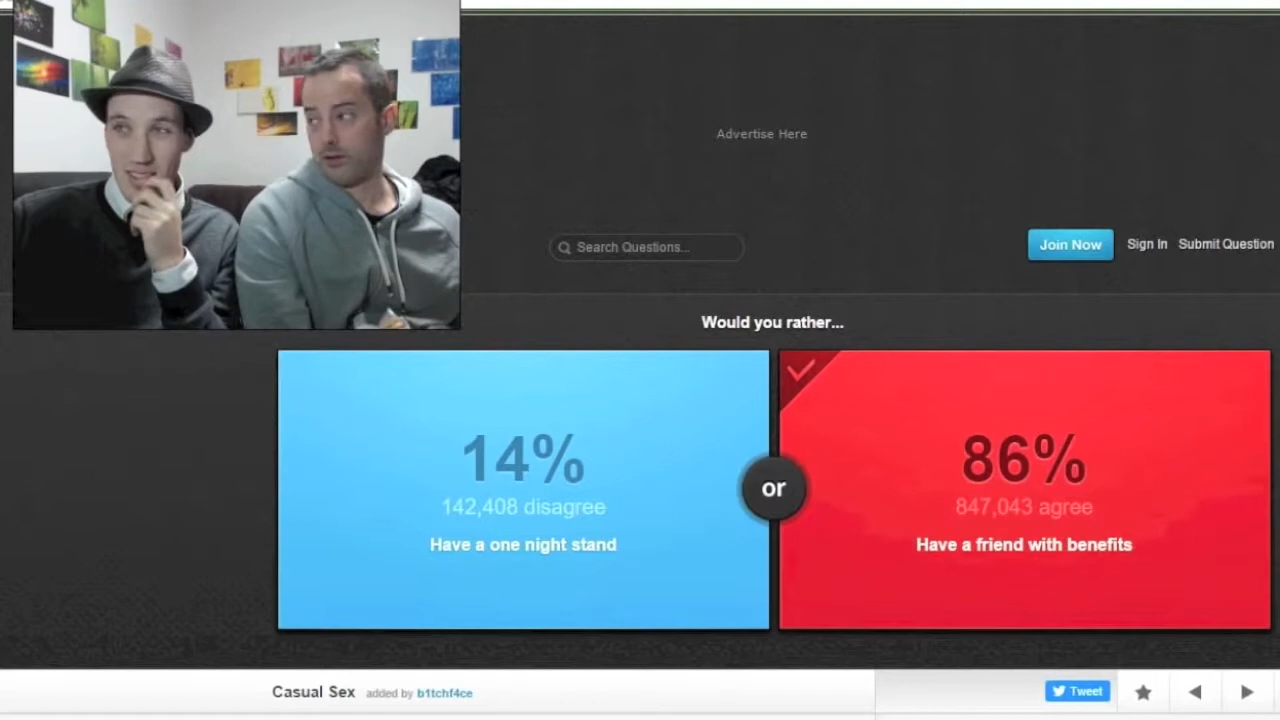 Advertise Here
Search Questions...
Join Now
Sign In
Submit Question
Would you rather...
14%
142,408 disagree
Have a one night stand
or
86%
847,043 agree
Have a friend with benefits
Casual Sex added by b1tchf4ce
Tweet